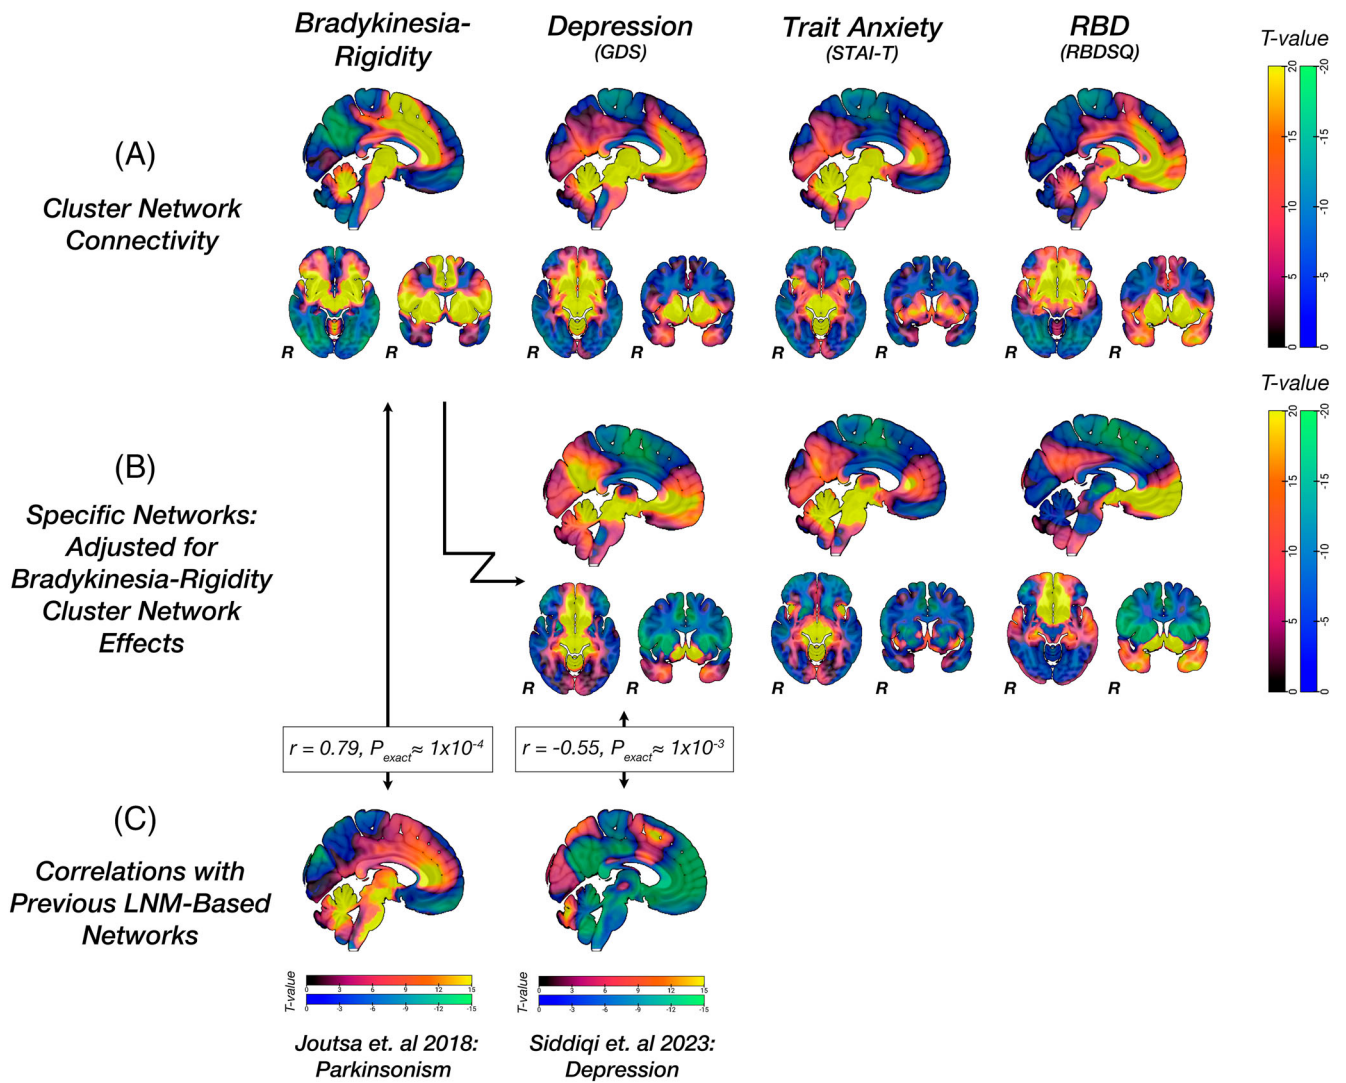 Bradykinesia-
Rigidity
Depression
(GDS)
Trait Anxiety
(STAI-T)
RBD
(RBDSQ)
T-value
20
15
10
5
0
-20
-15
-10
-5
0
(A)
Cluster Network
Connectivity
R
R
R
R
R
R
R
R
T-value
20
15
10
5
0
-20
-15
-10
-5
0
(B)
Specific Networks:
Adjusted for
Bradykinesia-Rigidity
Cluster Network
Effects
R
R
R
R
R
R
r = 0.79, Pexact≈ 1x10-4
r = -0.55, Pexact≈ 1x10-3
(C)
Correlations with
Previous LNM-Based
Networks
T-value
0 3 6 9 12 15
0 -3 -6 -9 -12 -15
T-value
0 3 6 9 12 15
0 -3 -6 -9 -12 -15
Joutsa et. al 2018:
Parkinsonism
Siddiqi et. al 2023:
Depression